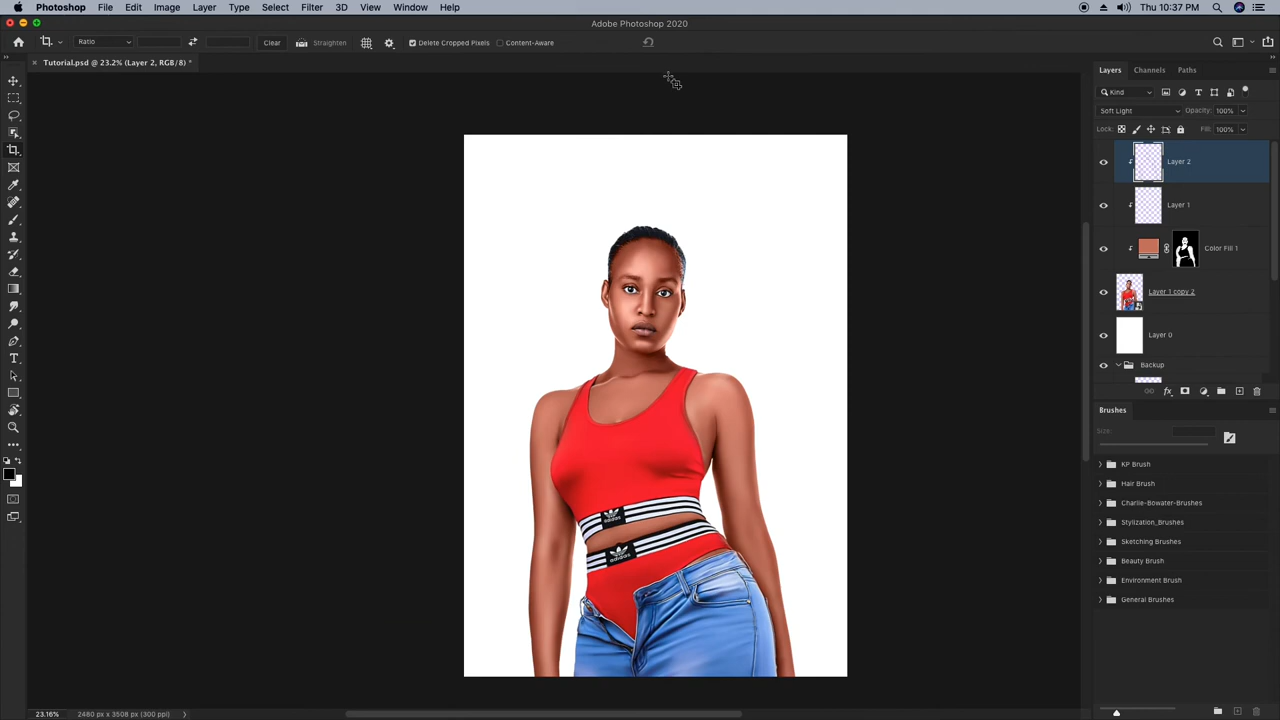 Photoshop File Edit Image Layer Type Select Filter 3D View Window Help Thu 10:37 PM
Adobe Photoshop 2020
Ratio Clear Straighten Delete Cropped Pixels Content-Aware
Tutorial.psd @ 23.2% (Layer 2, RGB/8) *
Layers Channels Paths
Kind
Soft Light Opacity: 100%
Lock: Fill: 100%
Layer 2
Layer 1
Color Fill 1
Layer 1 copy 2
Layer 0
Backup
Brushes
Size:
KP Brush
Hair Brush
Charlie-Bowater-Brushes
Stylization_Brushes
Sketching Brushes
Beauty Brush
Environment Brush
General Brushes
adidas
adidas
23.16% 2480 px x 3508 px (300 ppi)